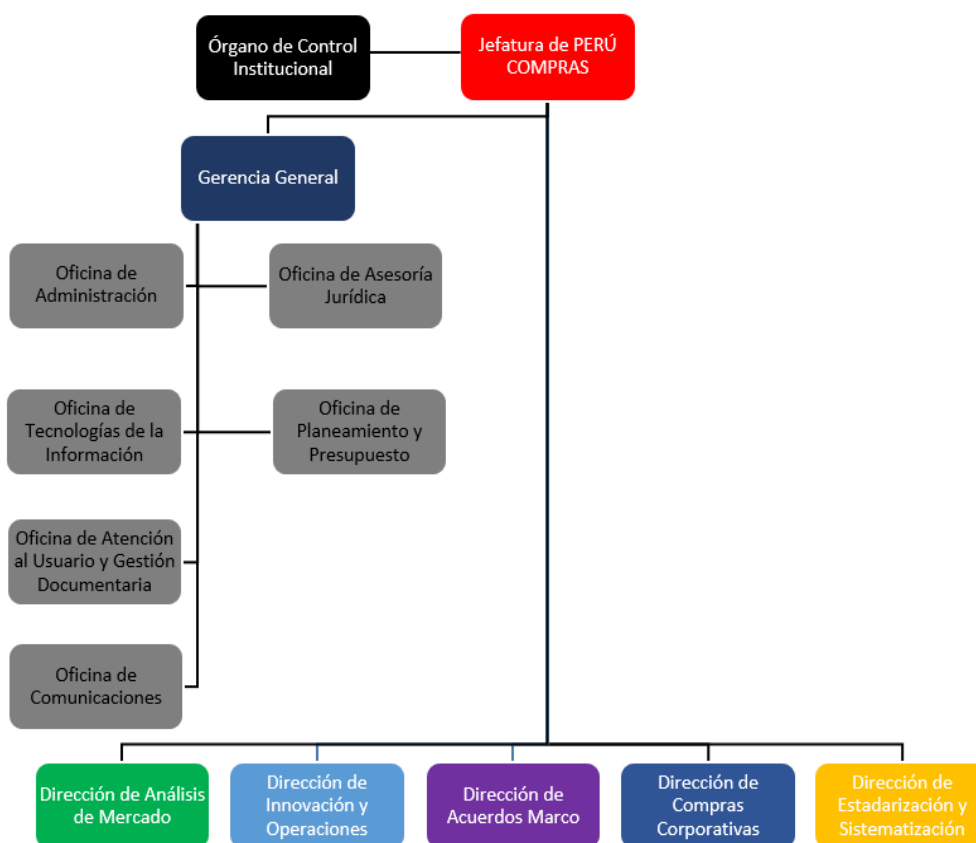 Órgano de Control
Institucional
Jefatura de PERÚ
COMPRAS
Gerencia General
Oficina de
Administración
Oficina de Asesoría
Jurídica
Oficina de
Tecnologías de la
Información
Oficina de
Planeamiento y
Presupuesto
Oficina de Atención
al Usuario y Gestión
Documentaria
Oficina de
Comunicaciones
Dirección de Análisis
de Mercado
Dirección de
Innovación y
Operaciones
Dirección de
Acuerdos Marco
Dirección de
Compras
Corporativas
Dirección de
Estadarización y
Sistematización